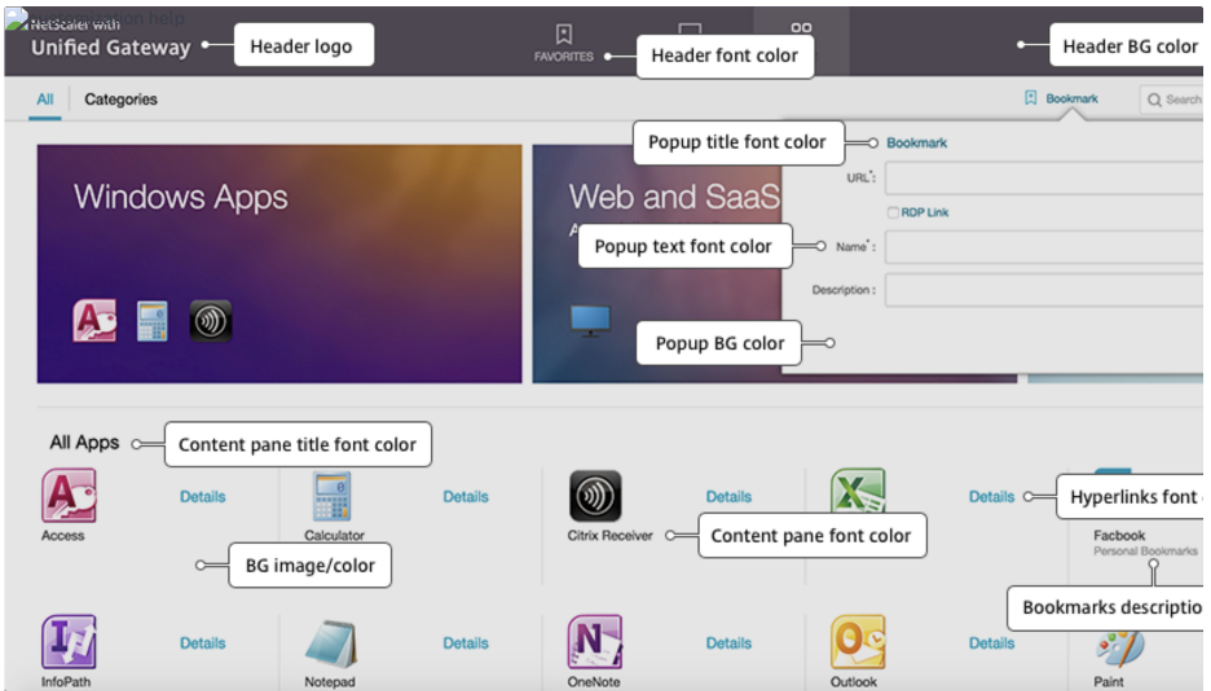 customization help
NetScaler with
Unified Gateway
Header logo
FAVORITES
Header font color
Header BG color
All
Categories
Bookmark
Search
Popup title font color
Bookmark
URL*:
RDP Link
Windows Apps
Web and SaaS
A
Popup text font color
Name*:
Description :
Popup BG color
All Apps
Content pane title font color
Details
Details
Details
Details
Hyperlinks font
Access
Calculator
Citrix Receiver
Content pane font color
Facbook
Personal Bookmarks
BG image/color
Bookmarks descriptio
Details
Details
Details
Details
InfoPath
Notepad
OneNote
Outlook
Paint